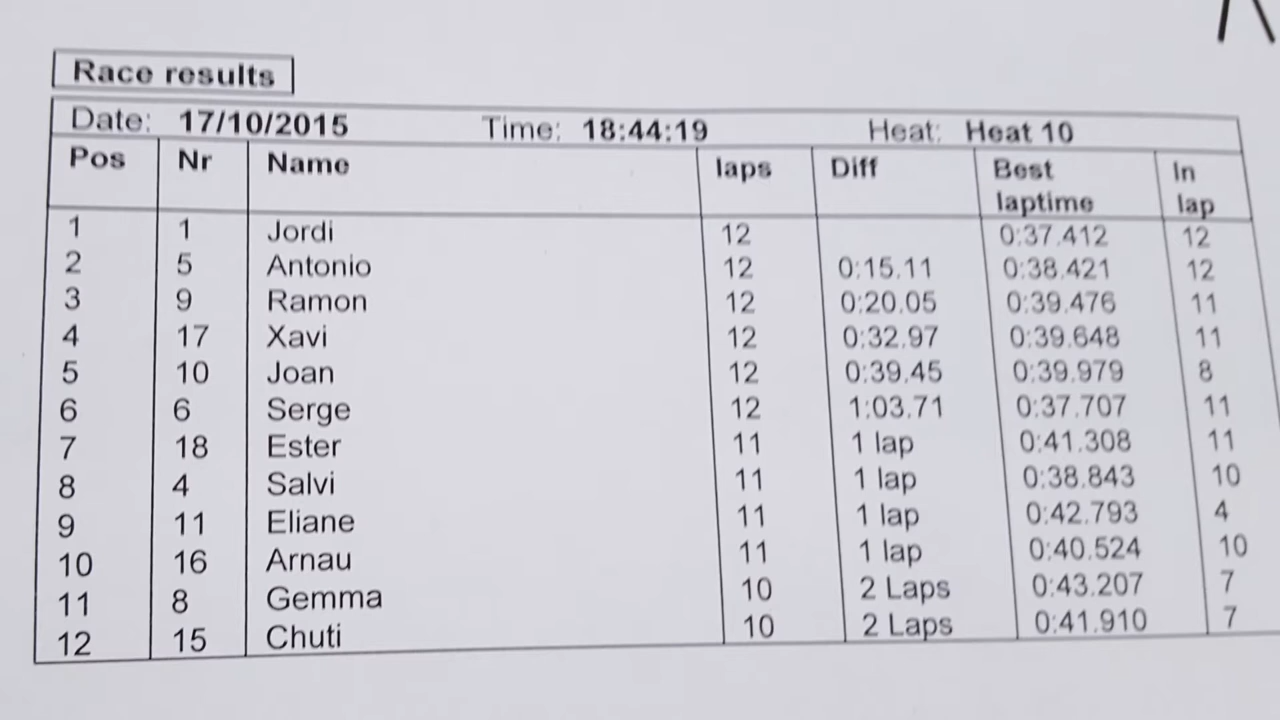 Race results
Date: 17/10/2015 Time: 18:44:19 Heat: Heat 10
Pos Nr Name laps Diff Best laptime In lap
1 1 Jordi 12 0:37.412 12
2 5 Antonio 12 0:15.11 0:38.421 12
3 9 Ramon 12 0:20.05 0:39.476 11
4 17 Xavi 12 0:32.97 0:39.648 11
5 10 Joan 12 0:39.45 0:39.979 8
6 6 Serge 12 1:03.71 0:37.707 11
7 18 Ester 11 1 lap 0:41.308 11
8 4 Salvi 11 1 lap 0:38.843 10
9 11 Eliane 11 1 lap 0:42.793 4
10 16 Arnau 11 1 lap 0:40.524 10
11 8 Gemma 10 2 Laps 0:43.207 7
12 15 Chuti 10 2 Laps 0:41.910 7